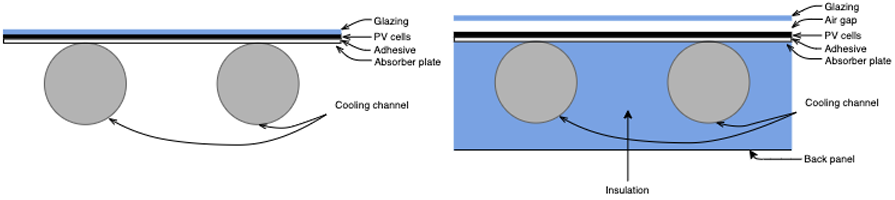 Glazing
PV cells
Adhesive
Absorber plate
Cooling channel
Glazing
Air gap
PV cells
Adhesive
Absorber plate
Cooling channel
Back panel
Insulation